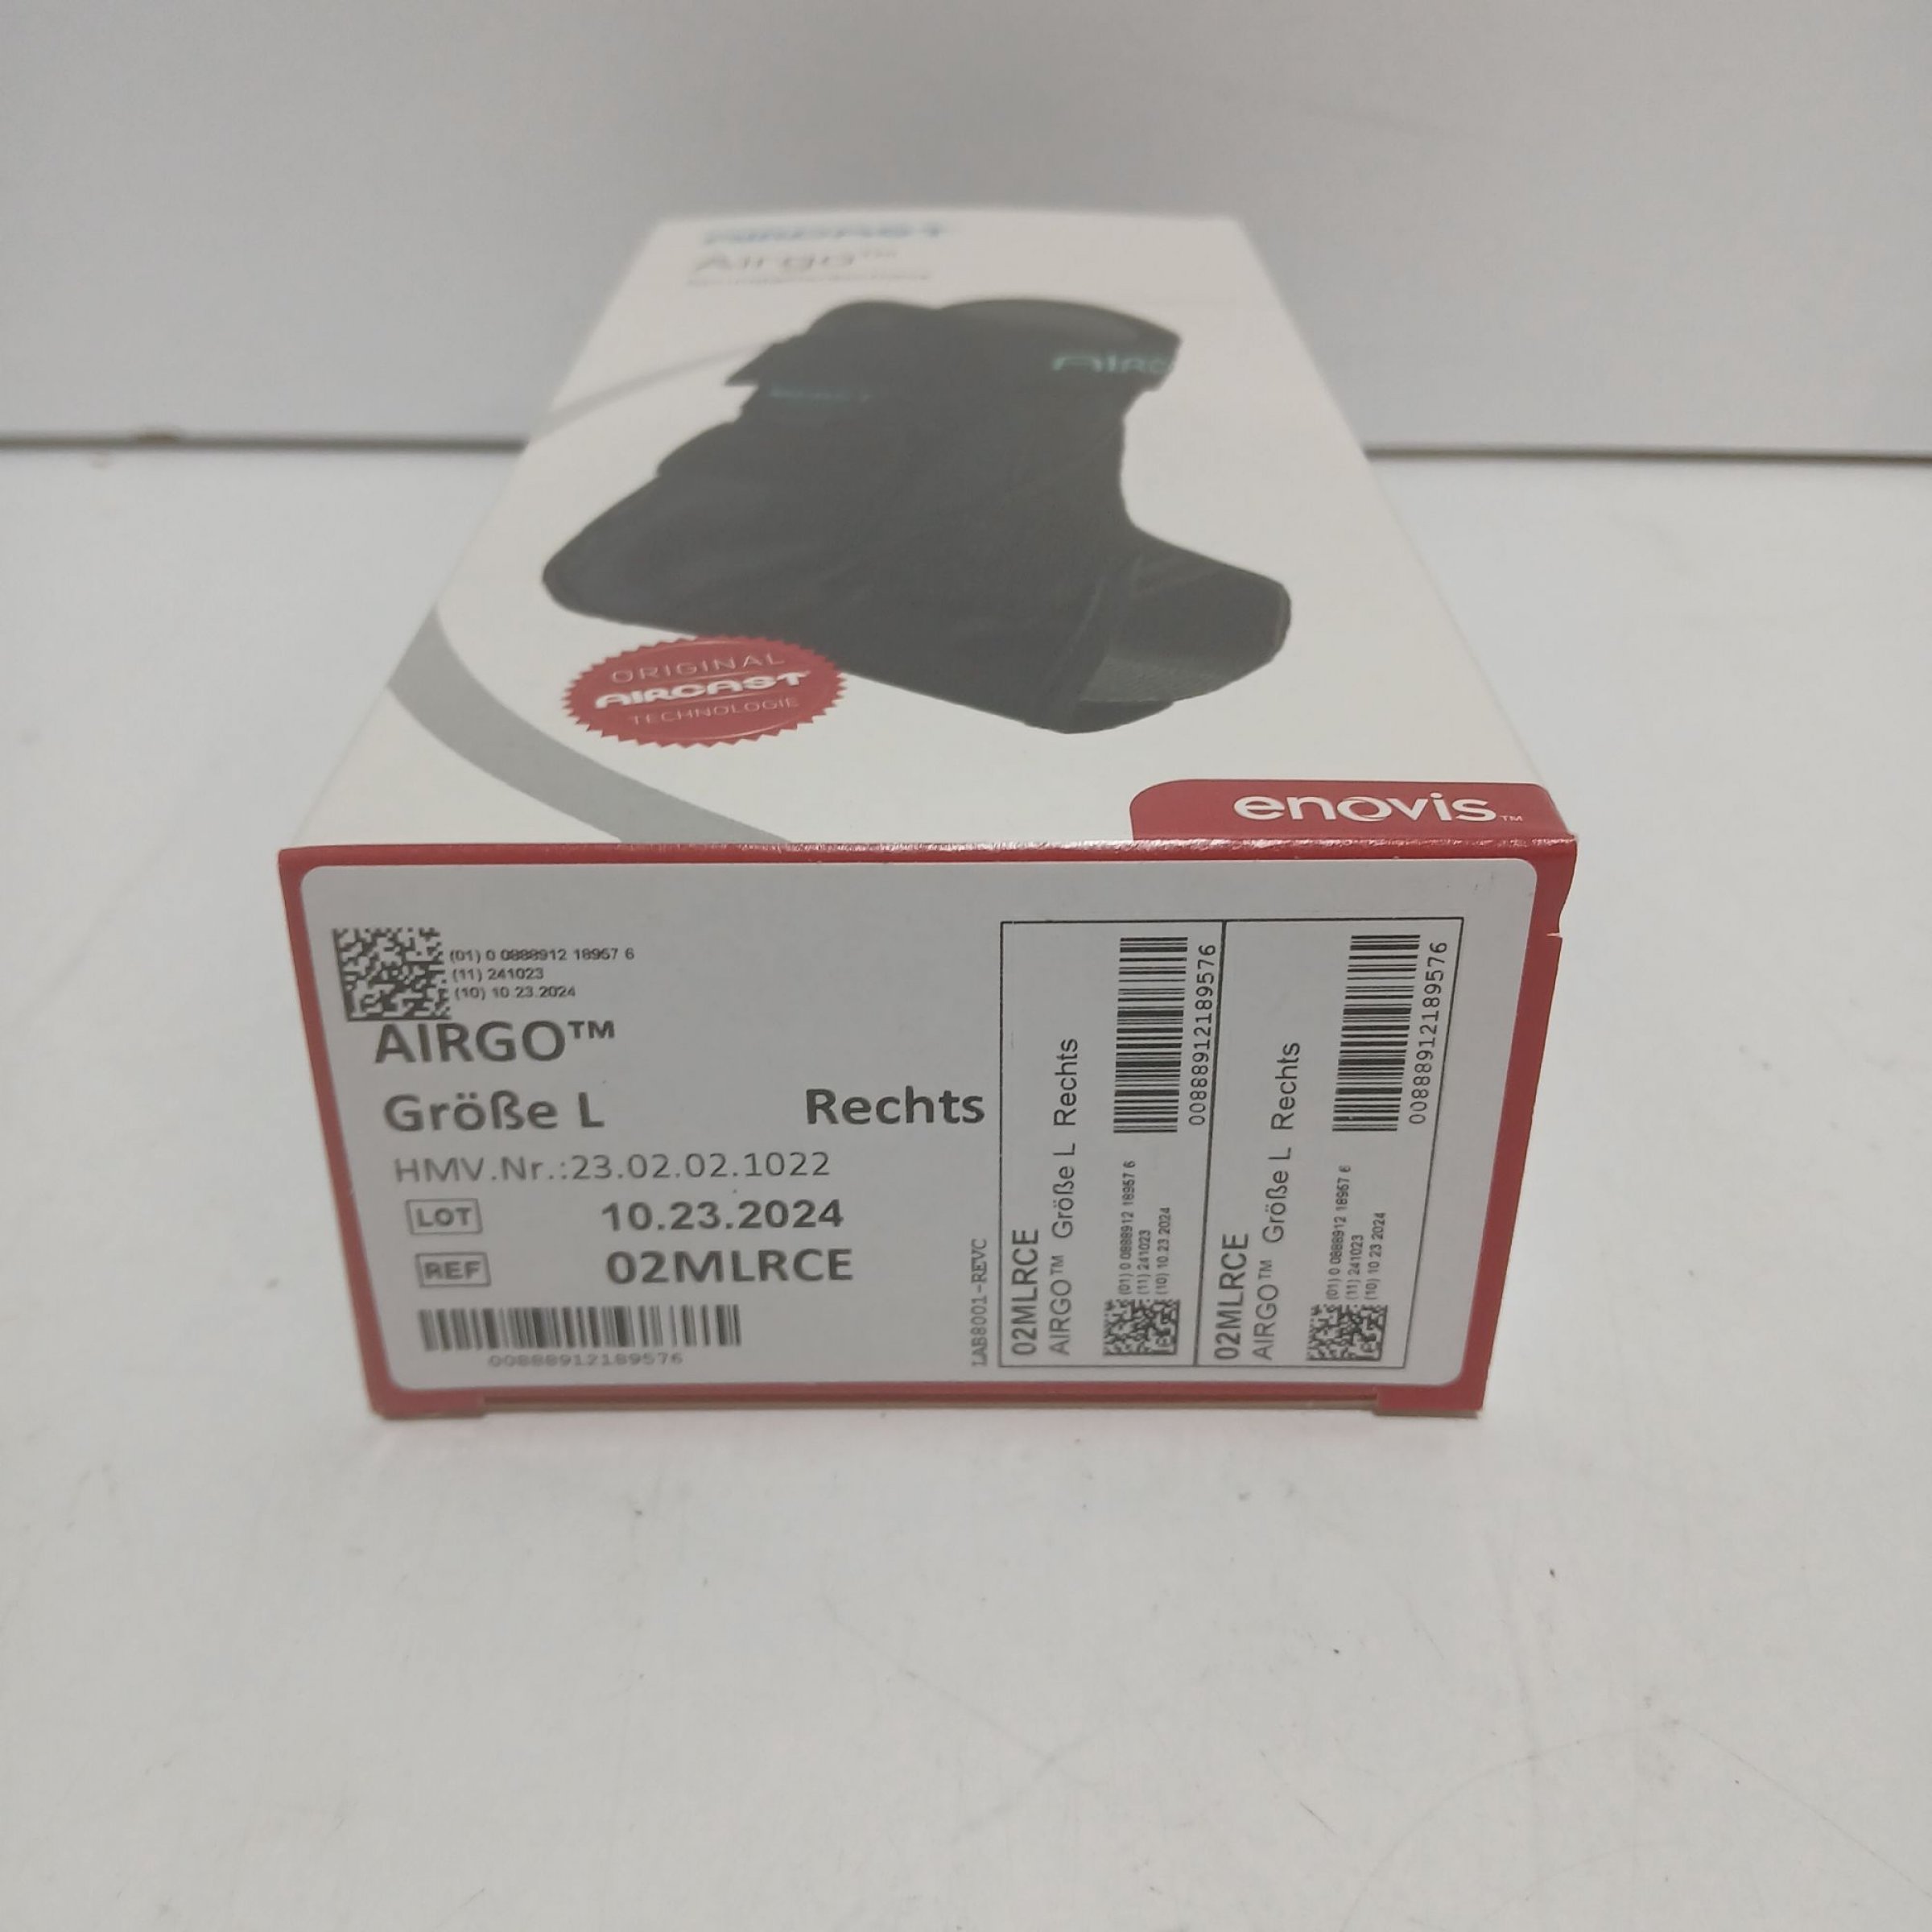 AIRCAST
Airgo™
AIRC
ORIGINAL
AIRCAST
TECHNOLOGIE
enovis™
(01) 0 0888912 18957 6
(11) 241023
(10) 10.23.2024
AIRGO™
Größe L Rechts
HMV.Nr.:23.02.02.1022
LOT 10.23.2024
REF 02MLRCE
00888912189576
LAB8001-REVC
02MLRCE
AIRGO™ Größe L Rechts
(01) 0 0888912 18957 6
(11) 241023
(10) 10 23 2024
00888912189576
02MLRCE
AIRGO™ Größe L Rechts
(01) 0 0888912 18957 6
(11) 241023
(10) 10 23 2024
00888912189576